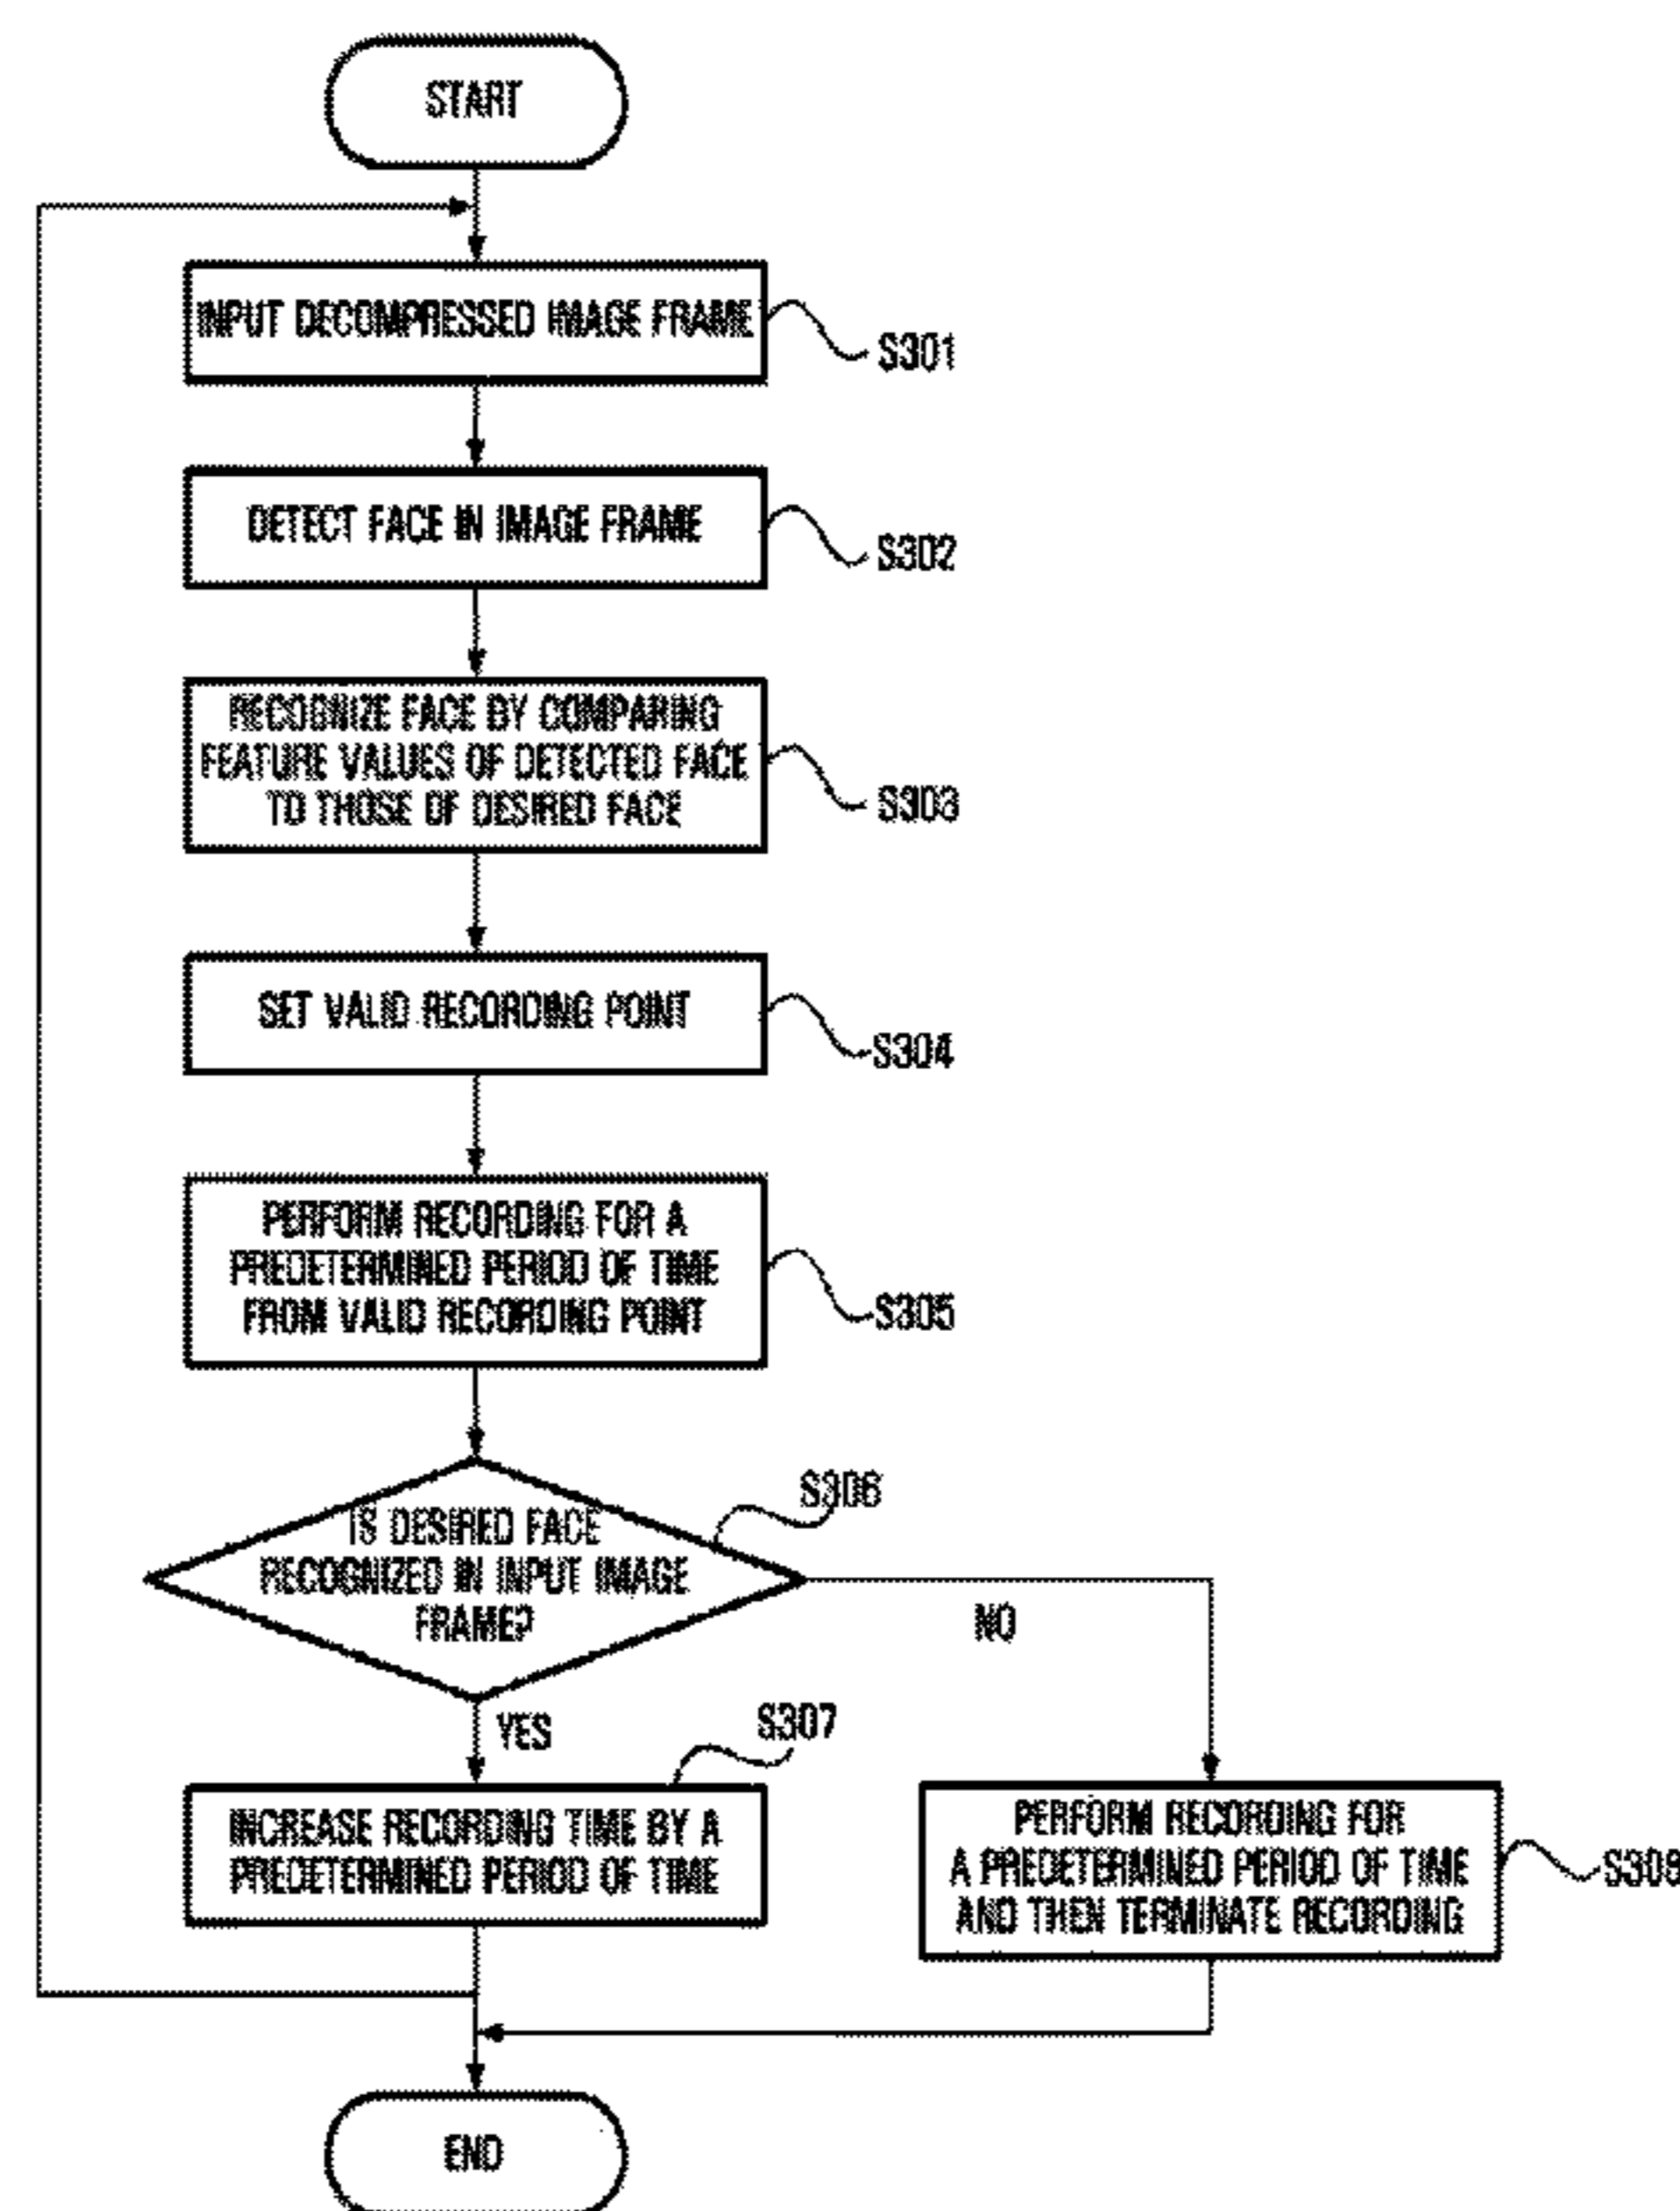 START
INPUT DECOMPRESSED IMAGE FRAME
S301
DETECT FACE IN IMAGE FRAME
S302
RECOGNIZE FACE BY COMPARING
FEATURE VALUES OF DETECTED FACE
TO THOSE OF DESIRED FACE
S303
SET VALID RECORDING POINT
S304
PERFORM RECORDING FOR A
PREDETERMINED PERIOD OF TIME
FROM VALID RECORDING POINT
S305
S306
IS DESIRED FACE
RECOGNIZED IN INPUT IMAGE
FRAME?
NO
YES
S307
INCREASE RECORDING TIME BY A
PREDETERMINED PERIOD OF TIME
PERFORM RECORDING FOR
A PREDETERMINED PERIOD OF TIME
AND THEN TERMINATE RECORDING
S308
END